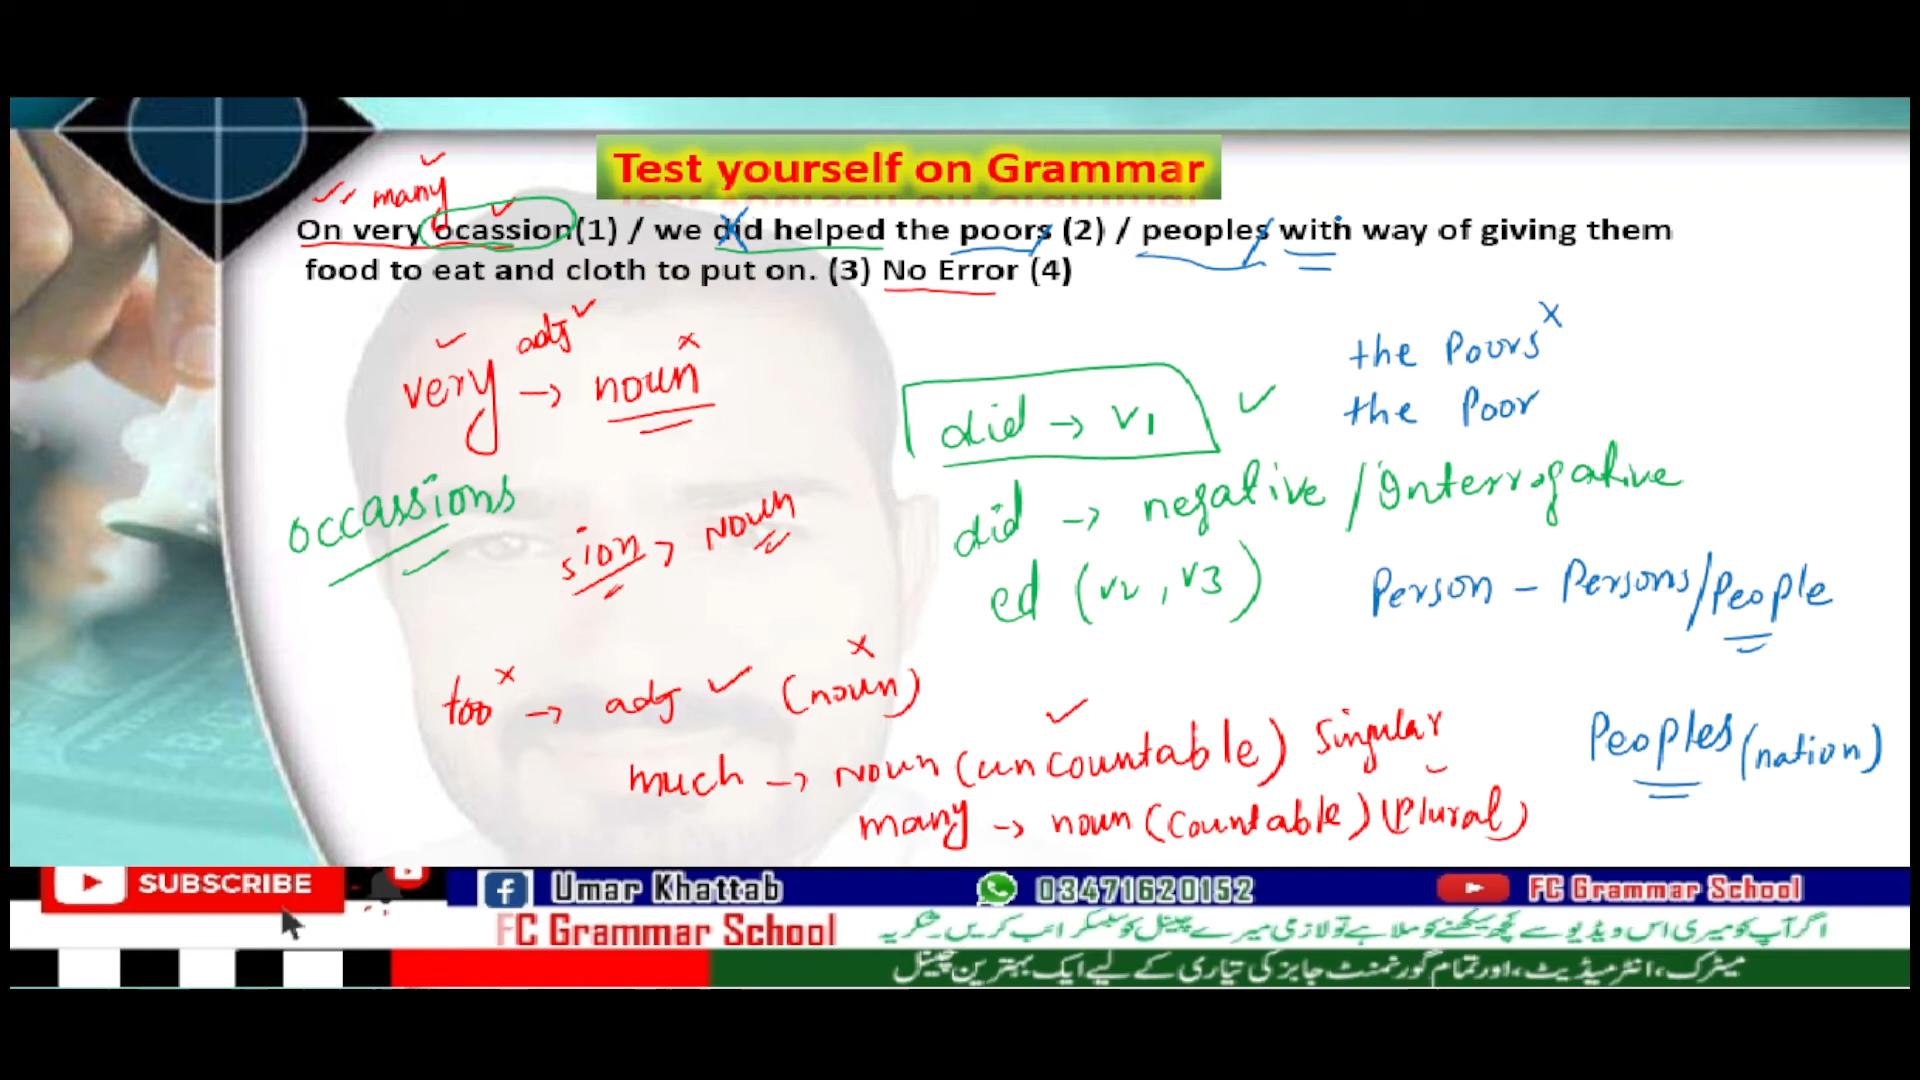 Test yourself on Grammar
many
On very ocassion(1) / we did helped the poors (2) / peoples with way of giving them
food to eat and cloth to put on. (3) No Error (4)
very → adj noun
the Poors
the Poor
did → v1
occassions
sion > noun
did → negative / Interrogative
ed (v2, v3)
Person - Persons/People
too → adj (noun)
much → noun (uncountable) Singular
Peoples (nation)
many → noun (countable) (Plural)
SUBSCRIBE
Umar Khattab
03471620152
FC Grammar School
FC Grammar School
اگر آپ کو میری اس ویڈیو سے کچھ سیکھنے کو ملا ہے تو لازمی میرے چینل کو سبسکرائب کریں۔شکریہ
میٹرک،انٹرمیڈیٹ،اورتمام گورنمنٹ جابز کی تیاری کے لیے ایک بہترین چینل